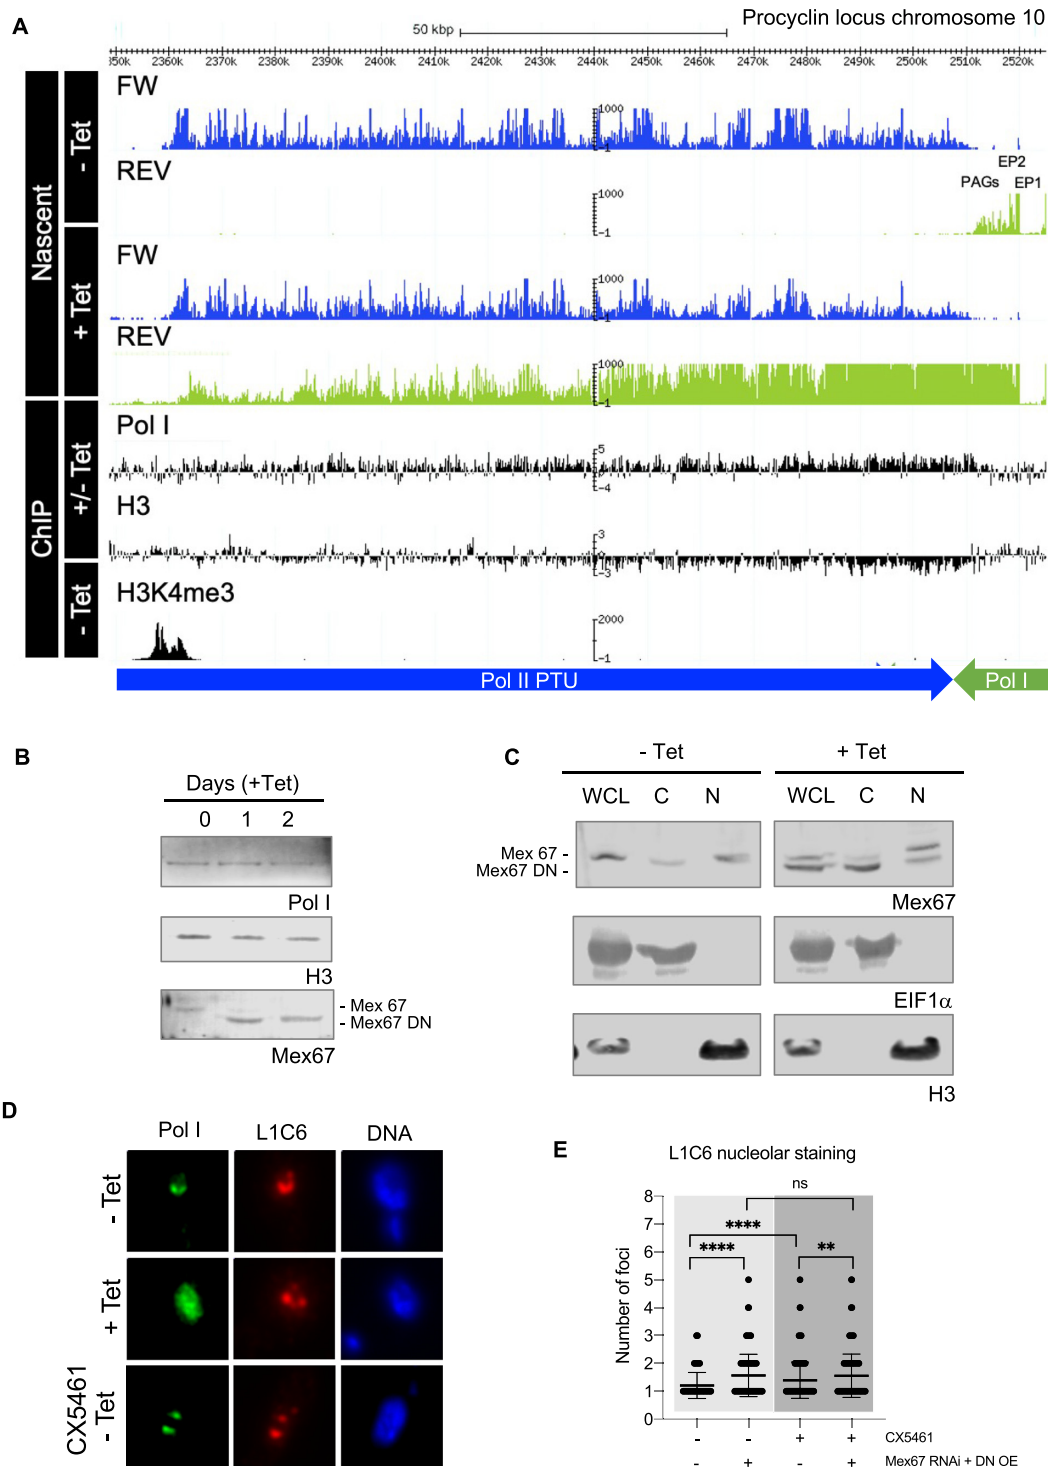 A
Procyclin locus chromosome 10
50 kbp
350k 2360k 2370k 2380k 2390k 2400k 2410k 2420k 2430k 2440k 2450k 2460k 2470k 2480k 2490k 2500k 2510k 2520k
Nascent
- Tet
FW
1000
-1
REV
1000
-1
PAGs
EP2
EP1
+ Tet
FW
1000
-1
REV
1000
-1
ChIP
+/- Tet
Pol I
5
-4
H3
3
-3
- Tet
H3K4me3
2000
-1
Pol II PTU
Pol I
B
Days (+Tet)
0 1 2
Pol I
H3
- Mex 67
- Mex67 DN
Mex67
C
- Tet
+ Tet
WCL C N
WCL C N
Mex 67 -
Mex67 DN -
Mex67
EIF1α
H3
D
Pol I
L1C6
DNA
- Tet
+ Tet
CX5461
- Tet
E
L1C6 nucleolar staining
ns
****
****
**
Number of foci
8
7
6
5
4
3
2
1
0
- - + + CX5461
- + - + Mex67 RNAi + DN OE